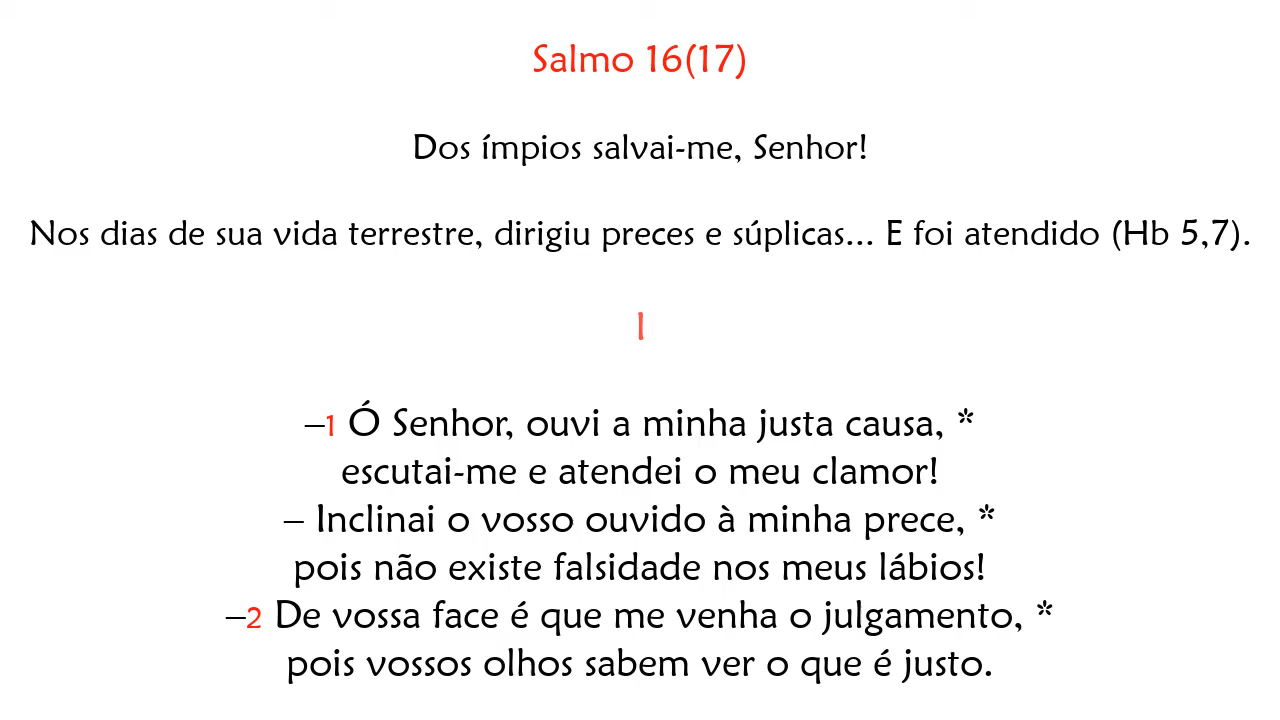 Salmo 16(17)
Dos ímpios salvai-me, Senhor!
Nos dias de sua vida terrestre, dirigiu preces e súplicas... E foi atendido (Hb 5,7).
I
–1 Ó Senhor, ouvi a minha justa causa, *
escutai-me e atendei o meu clamor!
– Inclinai o vosso ouvido à minha prece, *
pois não existe falsidade nos meus lábios!
–2 De vossa face é que me venha o julgamento, *
pois vossos olhos sabem ver o que é justo.